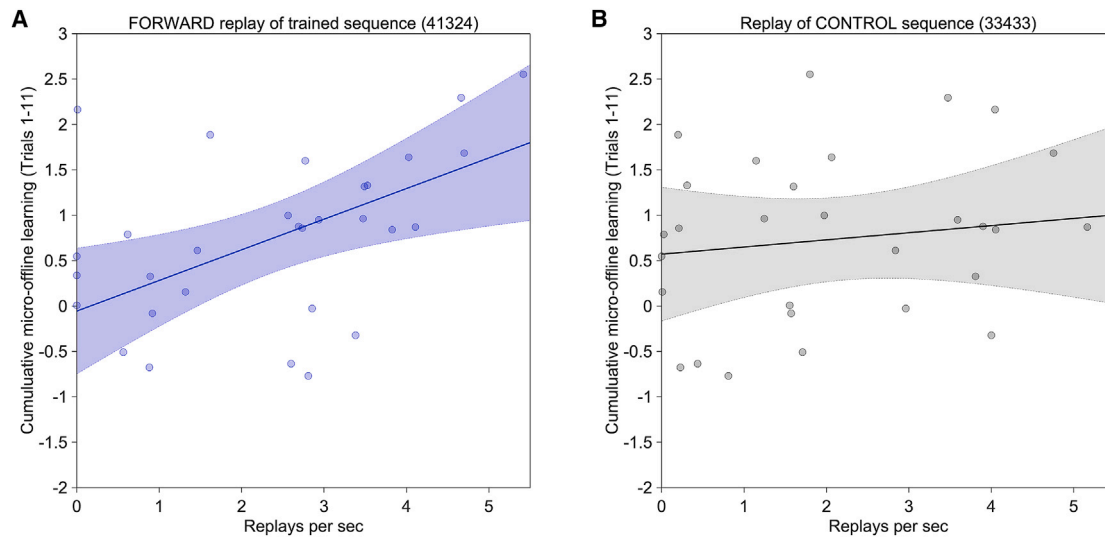 A
FORWARD replay of trained sequence (41324)
Cumuluative micro-offline learning (Trials 1-11)
3
2.5
2
1.5
1
0.5
0
-0.5
-1
-1.5
-2
0 1 2 3 4 5
Replays per sec
B
Replay of CONTROL sequence (33433)
Cumuluative micro-offline learning (Trials 1-11)
3
2.5
2
1.5
1
0.5
0
-0.5
-1
-1.5
-2
0 1 2 3 4 5
Replays per sec